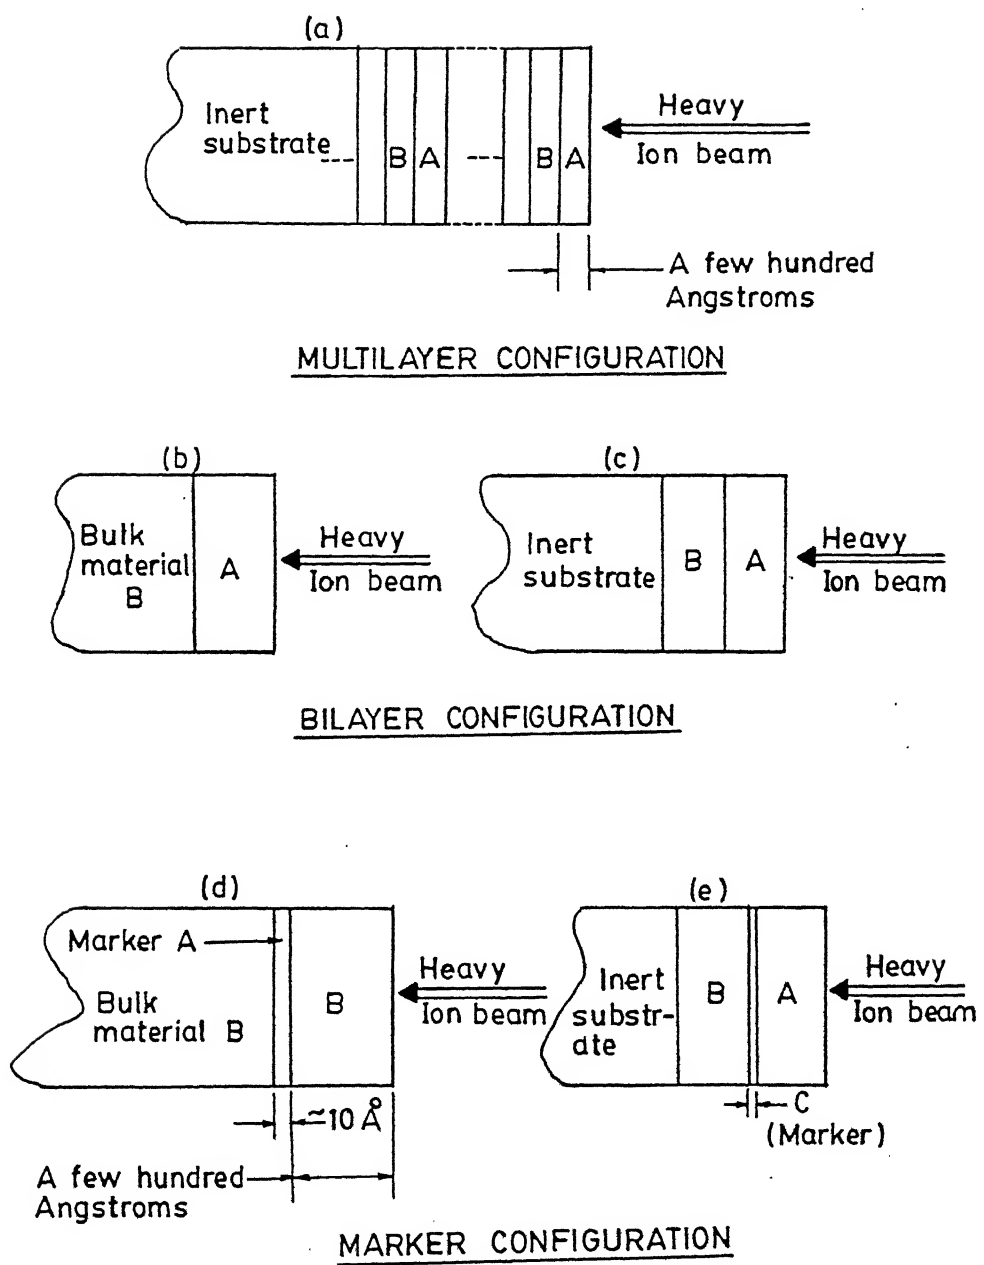 (a)
Inert
substrate
B A B A
Heavy
Ion beam
A few hundred
Angstroms
MULTILAYER CONFIGURATION
(b)
Bulk
material
B
A
Heavy
Ion beam
(c)
Inert
substrate
B A
Heavy
Ion beam
BILAYER CONFIGURATION
(d)
Marker A
Bulk
material B
B
Heavy
Ion beam
≃10 Å
A few hundred
Angstroms
(e)
Inert
substr-
ate
B A
Heavy
Ion beam
C
(Marker)
MARKER CONFIGURATION